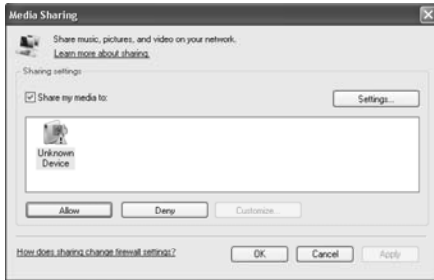 Media Sharing
Share music, pictures, and video on your network.
Learn more about sharing.
Sharing settings
Share my media to:
Settings...
Unknown
Device
Allow
Deny
Customize...
How does sharing change firewall settings?
OK
Cancel
Apply